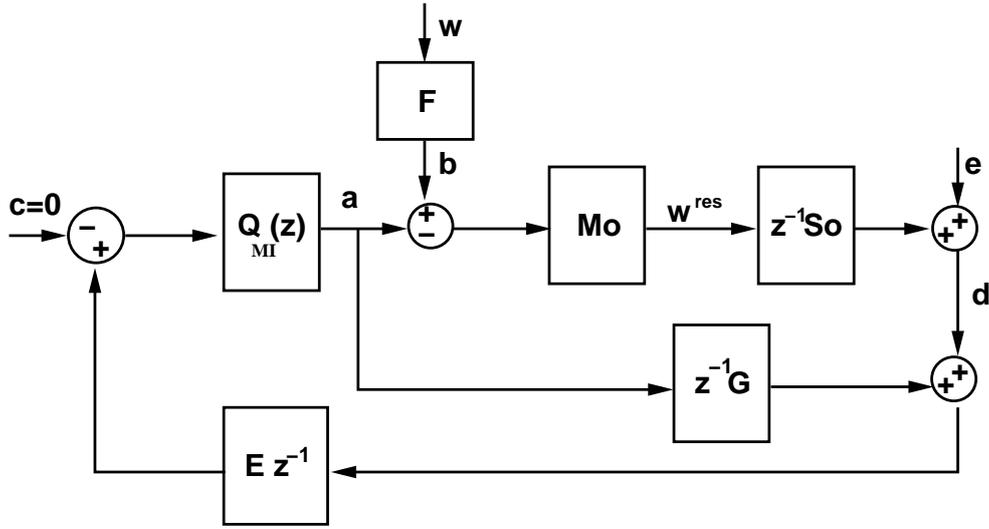 w
F
b
e
c=0
−
+
Q (z)
MI
a
+
−
Mo
w^res
z^−1So
+
+
d
z^−1G
+
+
E z^−1